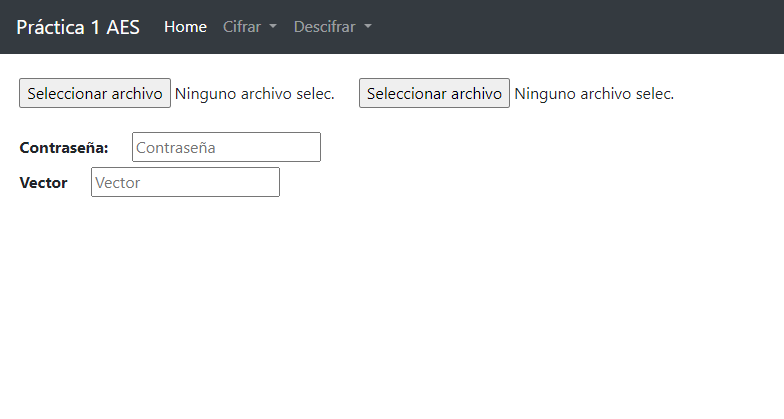 Práctica 1 AES Home Cifrar Descifrar
Seleccionar archivo Ninguno archivo selec. Seleccionar archivo Ninguno archivo selec.
Contraseña: Contraseña
Vector Vector